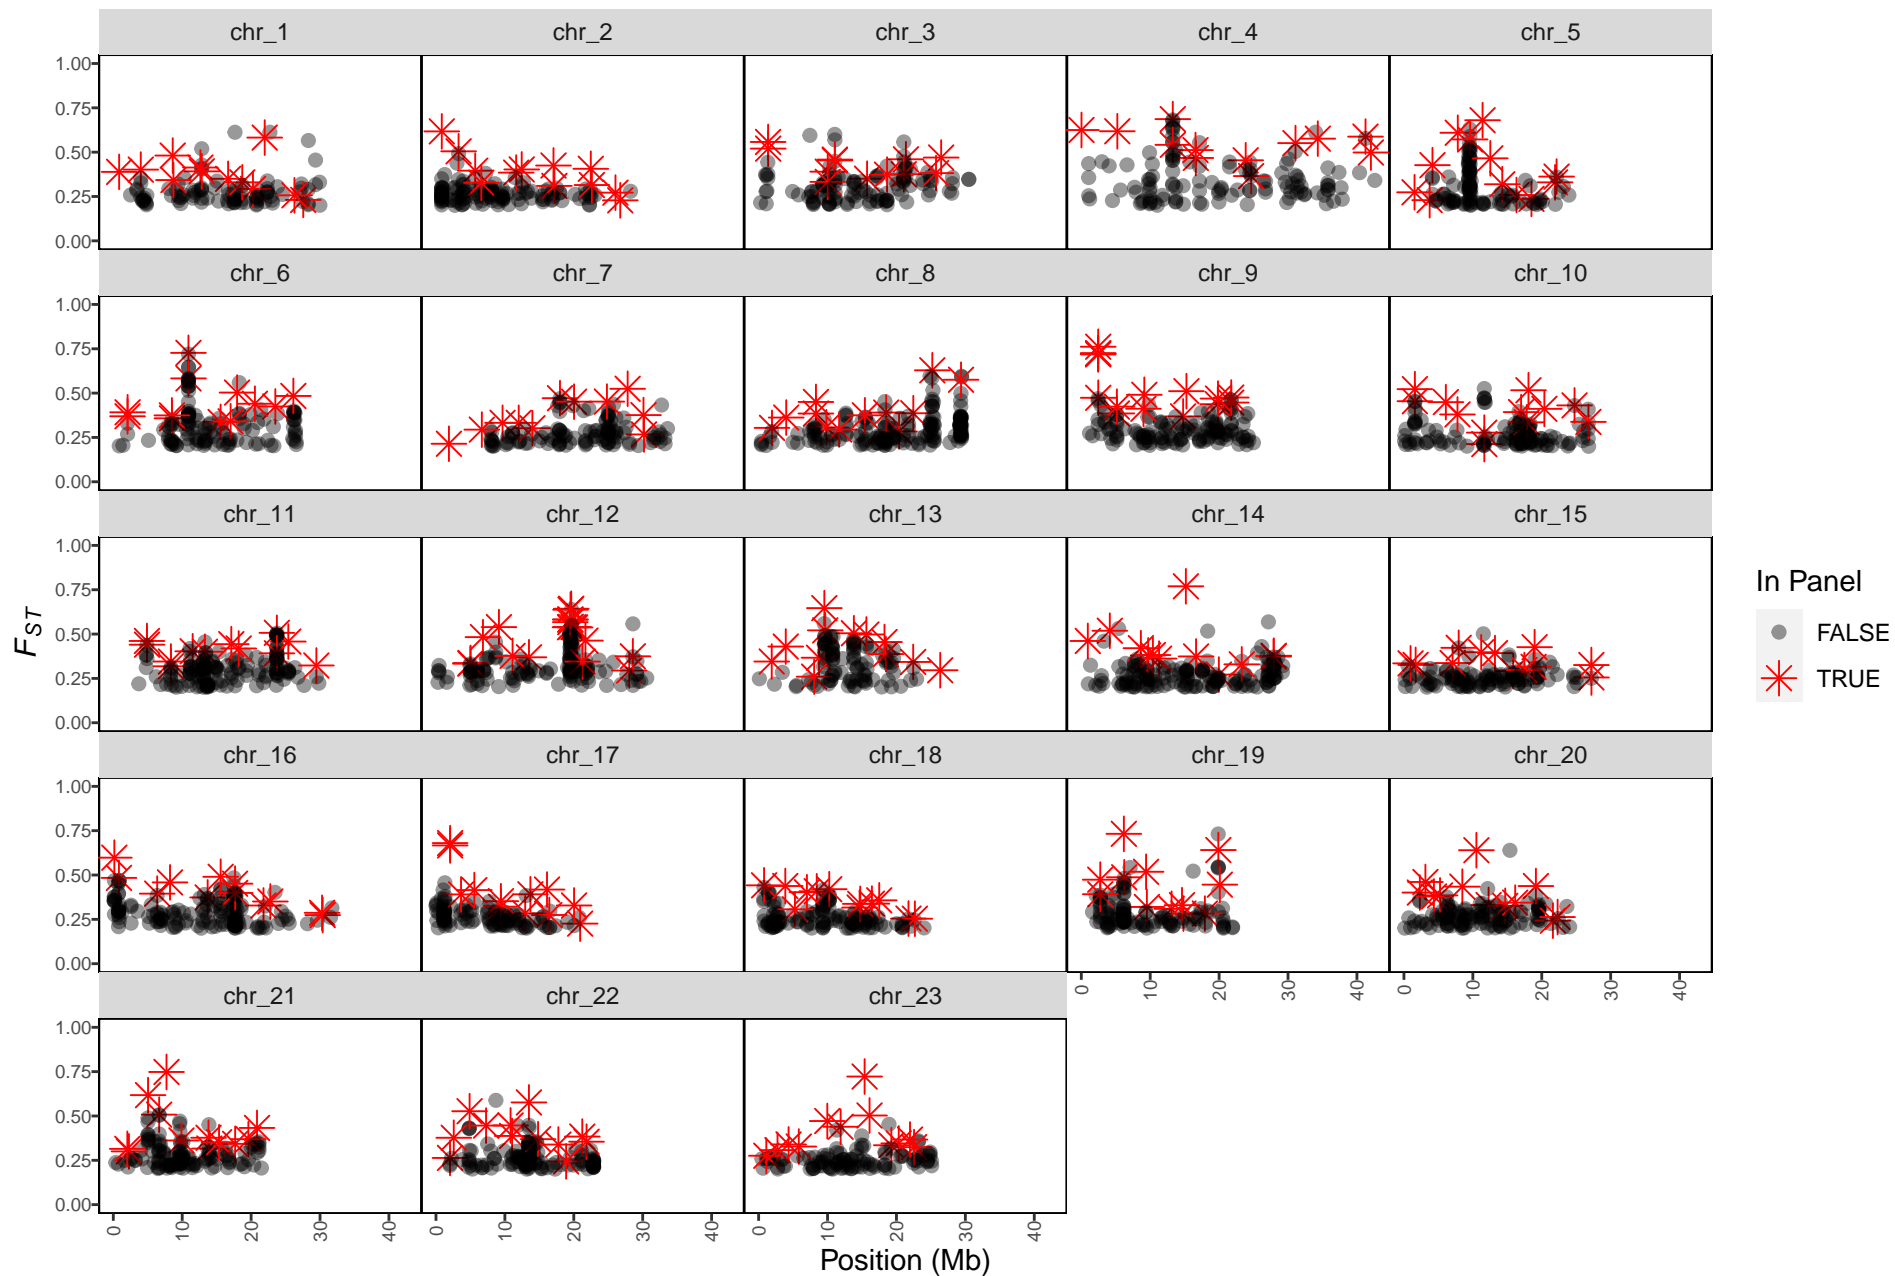 chr_1 chr_2 chr_3 chr_4 chr_5
1.00
0.75
0.50
0.25
0.00
chr_6 chr_7 chr_8 chr_9 chr_10
1.00
0.75
0.50
0.25
0.00
chr_11 chr_12 chr_13 chr_14 chr_15
1.00
0.75
0.50
0.25
0.00
F_ST
In Panel
FALSE
TRUE
chr_16 chr_17 chr_18 chr_19 chr_20
1.00
0.75
0.50
0.25
0.00
0 10 20 30 40 0 10 20 30 40
chr_21 chr_22 chr_23
1.00
0.75
0.50
0.25
0.00
0 10 20 30 40 0 10 20 30 40 0 10 20 30 40
Position (Mb)